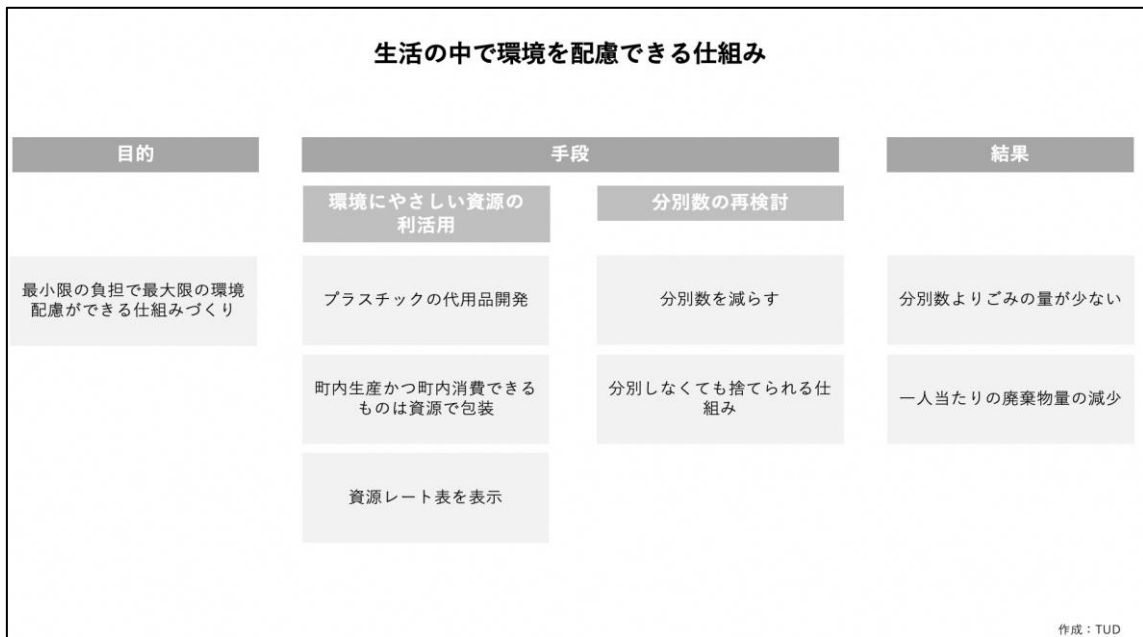 生活の中で環境を配慮できる仕組み
目的
手段
結果
環境にやさしい資源の
利活用
分別数の再検討
最小限の負担で最大限の環境
配慮ができる仕組みづくり
プラスチックの代用品開発
分別数を減らす
分別数よりごみの量が少ない
町内生産かつ町内消費できる
ものは資源で包装
分別しなくても捨てられる仕
組み
一人当たりの廃棄物量の減少
資源レート表を表示
作成：TUD